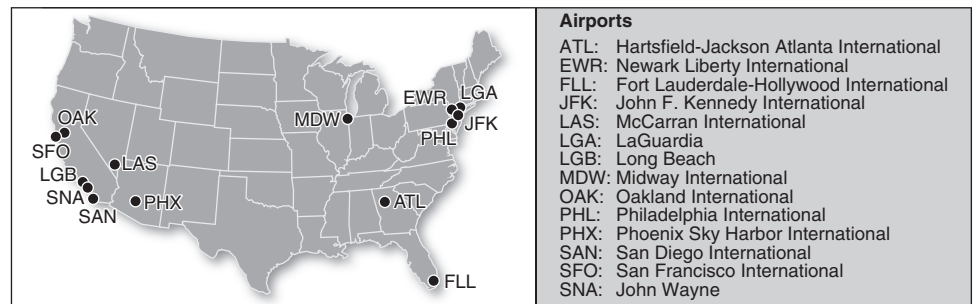 EWR
LGA
MDW
JFK
PHL
OAK
SFO
LAS
LGB
SNA
SAN
PHX
ATL
FLL
Airports
ATL: Hartsfield-Jackson Atlanta International
EWR: Newark Liberty International
FLL: Fort Lauderdale-Hollywood International
JFK: John F. Kennedy International
LAS: McCarran International
LGA: LaGuardia
LGB: Long Beach
MDW: Midway International
OAK: Oakland International
PHL: Philadelphia International
PHX: Phoenix Sky Harbor International
SAN: San Diego International
SFO: San Francisco International
SNA: John Wayne